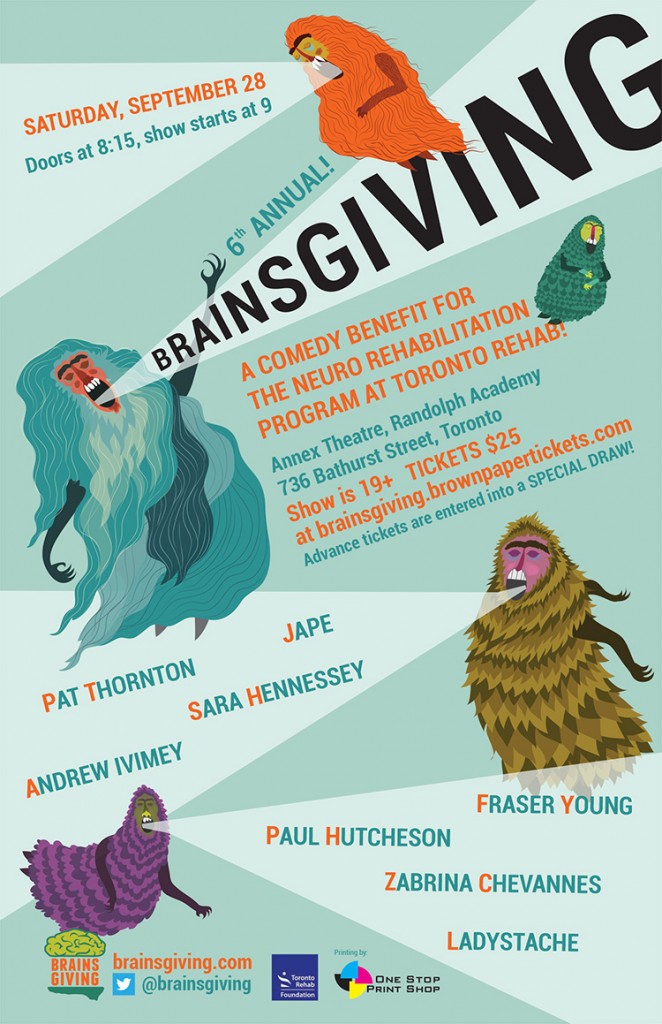 SATURDAY, SEPTEMBER 28
Doors at 8:15, show starts at 9
6th ANNUAL!
BRAINSGIVING
A COMEDY BENEFIT FOR
THE NEURO REHABILITATION
PROGRAM AT TORONTO REHAB!
Annex Theatre, Randolph Academy
736 Bathurst Street, Toronto
Show is 19+ TICKETS $25
at brainsgiving.brownpapertickets.com
Advance tickets are entered into a SPECIAL DRAW!
JAPE
PAT THORNTON
SARA HENNESSEY
ANDREW IVIMEY
FRASER YOUNG
PAUL HUTCHESON
ZABRINA CHEVANNES
LADYSTACHE
BRAINS
GIVING
brainsgiving.com
@brainsgiving
Toronto
Rehab
Foundation
Printing by:
ONE STOP
PRINT SHOP